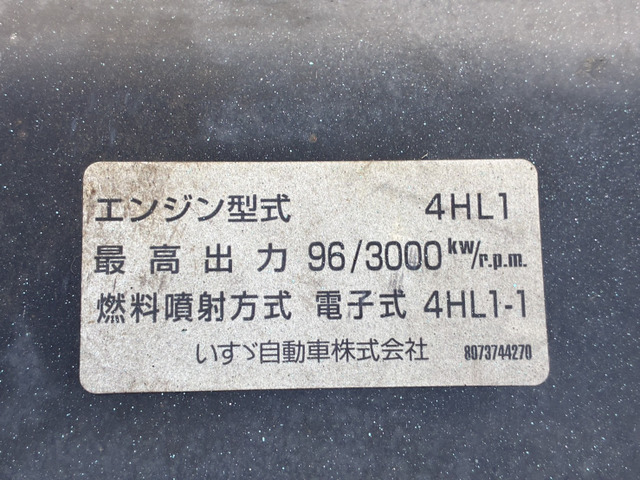 エンジン型式 4HL1
最高出力 96/3000 kW/r.p.m.
燃料噴射方式 電子式 4HL1-1
いすゞ自動車株式会社 8973744270